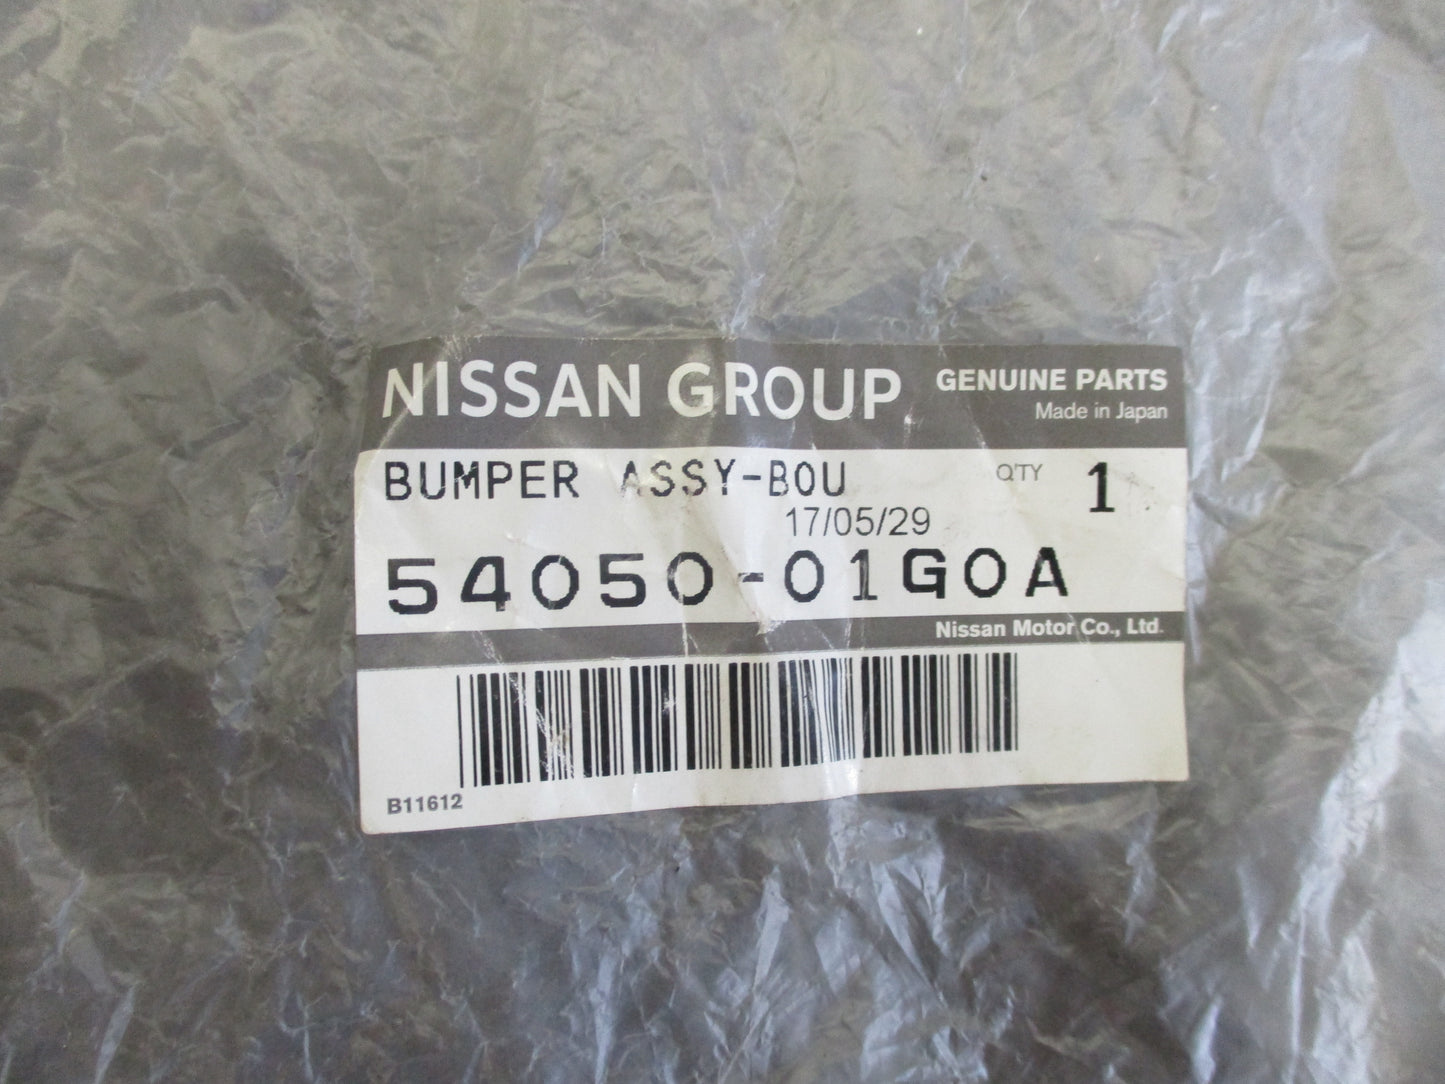 NISSAN GROUP
GENUINE PARTS
Made in Japan
BUMPER ASSY-BOU
Q'TY 1
17/05/29
54050-01G0A
Nissan Motor Co., Ltd.
B11612